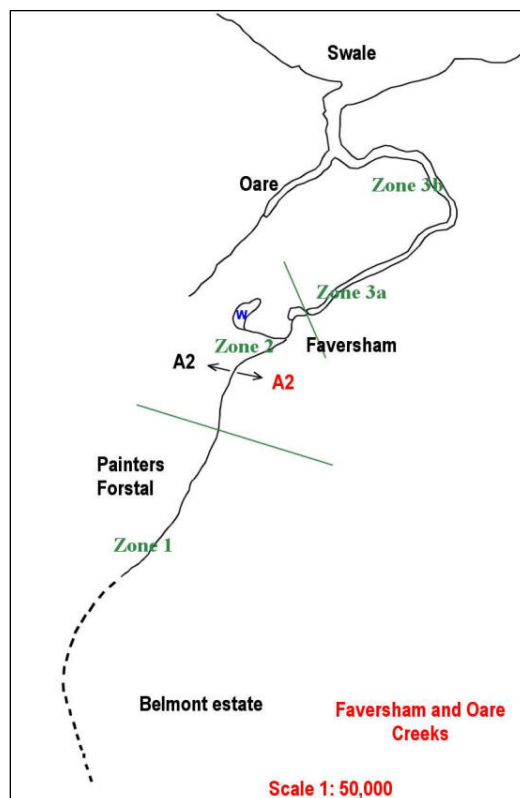 Swale
Zone 3b
Oare
Zone 3a
W
Faversham
Zone 2
A2
A2
Painters
Forstal
Zone 1
Belmont estate
Faversham and Oare
Creeks
Scale 1: 50,000